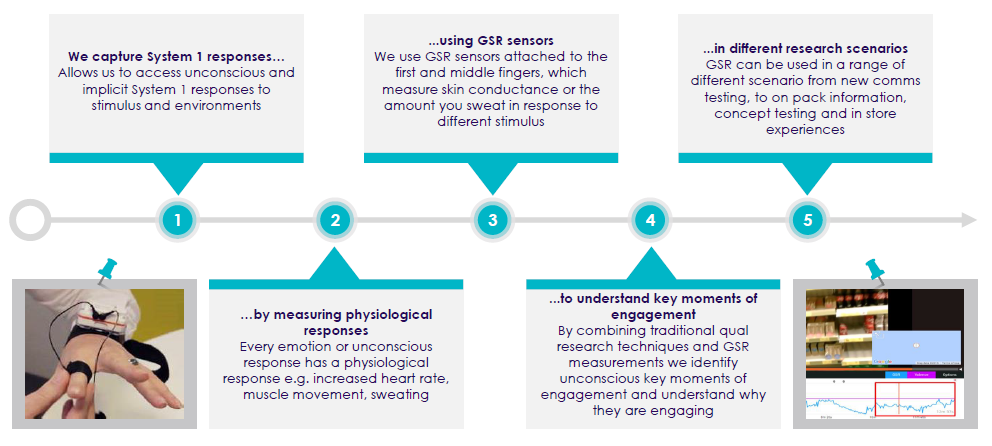 We capture System 1 responses…
Allows us to access unconscious and
implicit System 1 responses to
stimulus and environments
...using GSR sensors
We use GSR sensors attached to the
first and middle fingers, which
measure skin conductance or the
amount you sweat in response to
different stimulus
...in different research scenarios
GSR can be used in a range of
different scenario from new comms
testing, to on pack information,
concept testing and in store
experiences
1
2
3
4
5
…by measuring physiological
responses
Every emotion or unconscious
response has a physiological
response e.g. increased heart rate,
muscle movement, sweating
...to understand key moments of
engagement
By combining traditional qual
research techniques and GSR
measurements we identify
unconscious key moments of
engagement and understand why
they are engaging
Options